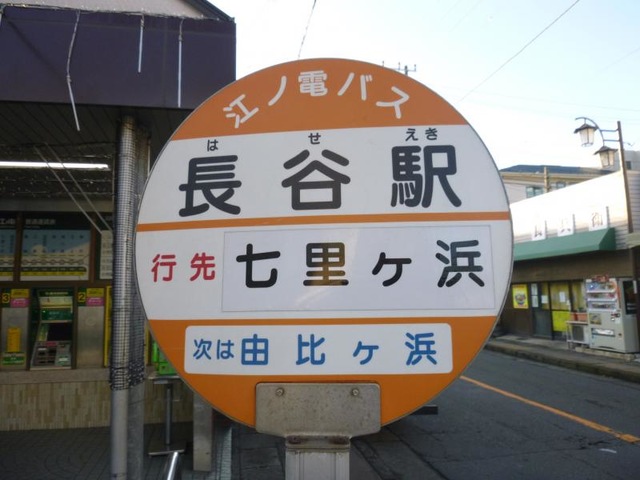 江ノ電バス
は せ えき
長谷駅
行先 七里ヶ浜
次は 由比ヶ浜